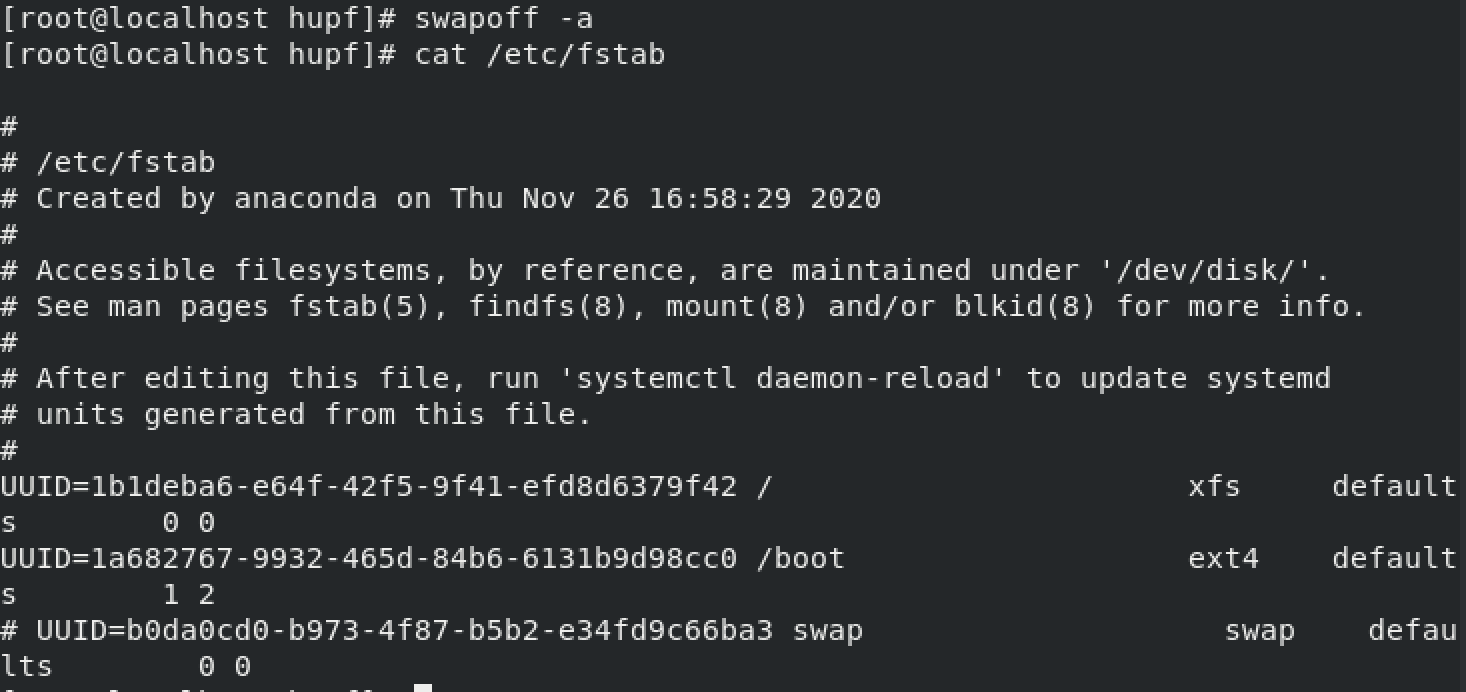 [root@localhost hupf]# swapoff -a
[root@localhost hupf]# cat /etc/fstab
#
# /etc/fstab
# Created by anaconda on Thu Nov 26 16:58:29 2020
#
# Accessible filesystems, by reference, are maintained under '/dev/disk/'.
# See man pages fstab(5), findfs(8), mount(8) and/or blkid(8) for more info.
#
# After editing this file, run 'systemctl daemon-reload' to update systemd
# units generated from this file.
#
UUID=1b1deba6-e64f-42f5-9f41-efd8d6379f42 /                       xfs     default
s        0 0
UUID=1a682767-9932-465d-84b6-6131b9d98cc0 /boot                   ext4    default
s        1 2
# UUID=b0da0cd0-b973-4f87-b5b2-e34fd9c66ba3 swap                    swap    defau
lts        0 0